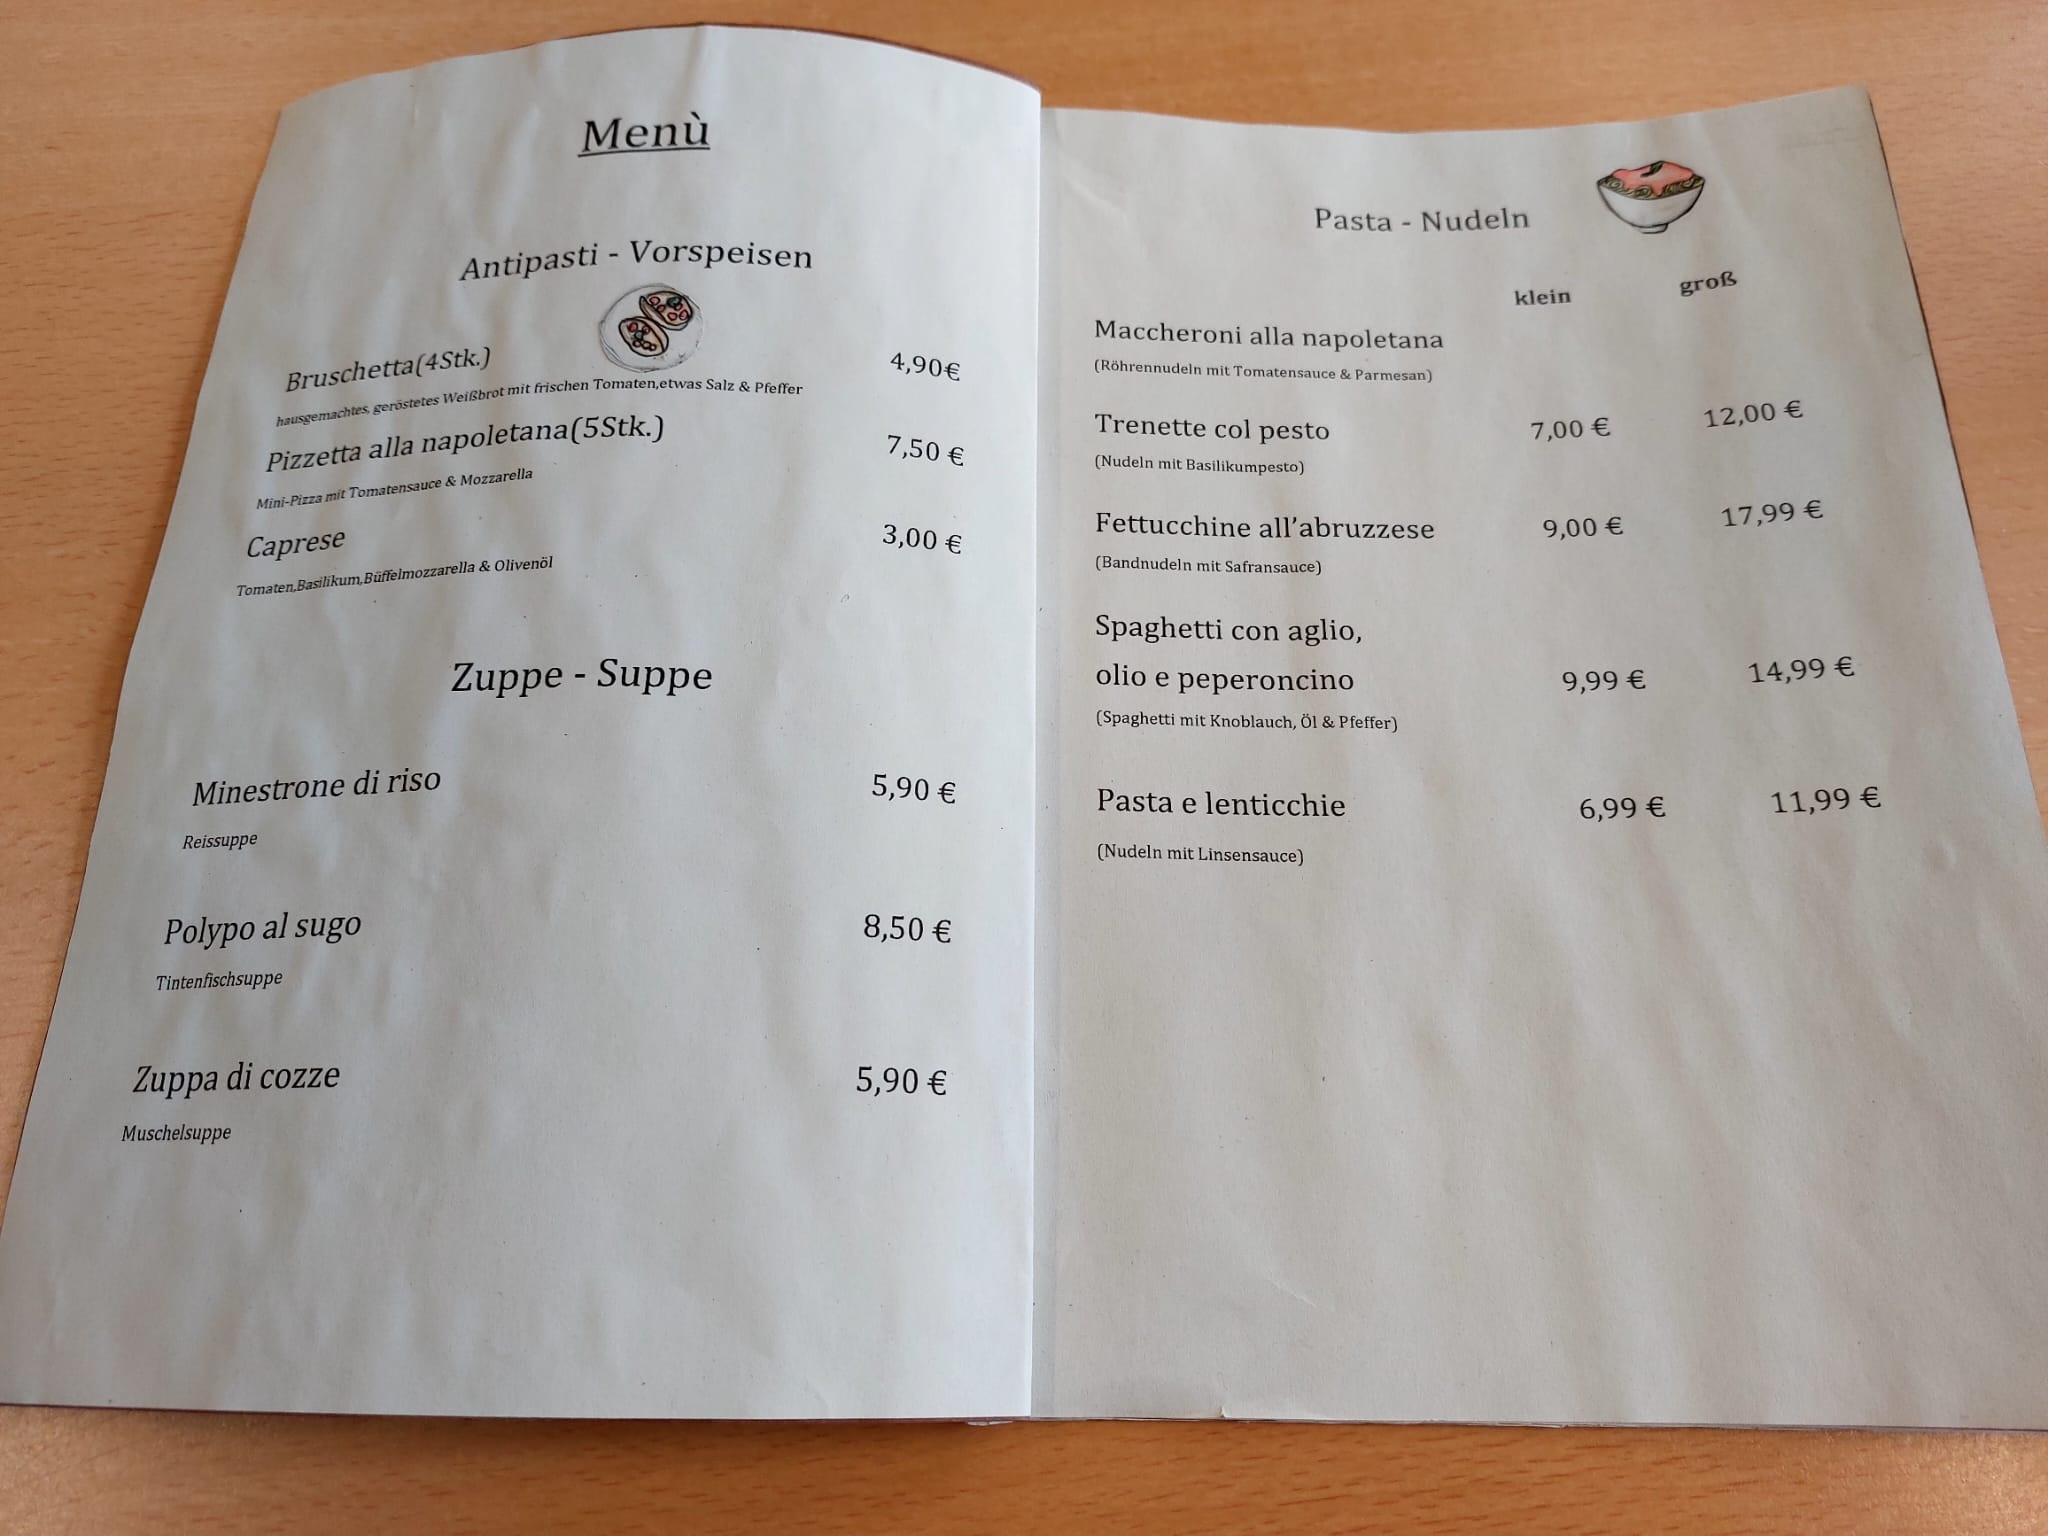 Menù
Antipasti - Vorspeisen
Bruschetta(4Stk.) 4,90€
hausgemachtes, geröstetes Weißbrot mit frischen Tomaten,etwas Salz & Pfeffer
Pizzetta alla napoletana(5Stk.) 7,50 €
Mini-Pizza mit Tomatensauce & Mozzarella
Caprese 3,00 €
Tomaten,Basilikum,Büffelmozzarella & Olivenöl
Zuppe - Suppe
Minestrone di riso 5,90 €
Reissuppe
Polypo al sugo 8,50 €
Tintenfischsuppe
Zuppa di cozze 5,90 €
Muschelsuppe
Pasta - Nudeln
klein groß
Maccheroni alla napoletana
(Röhrennudeln mit Tomatensauce & Parmesan)
Trenette col pesto 7,00 € 12,00 €
(Nudeln mit Basilikumpesto)
Fettucchine all’abruzzese 9,00 € 17,99 €
(Bandnudeln mit Safransauce)
Spaghetti con aglio,
olio e peperoncino 9,99 € 14,99 €
(Spaghetti mit Knoblauch, Öl & Pfeffer)
Pasta e lenticchie 6,99 € 11,99 €
(Nudeln mit Linsensauce)